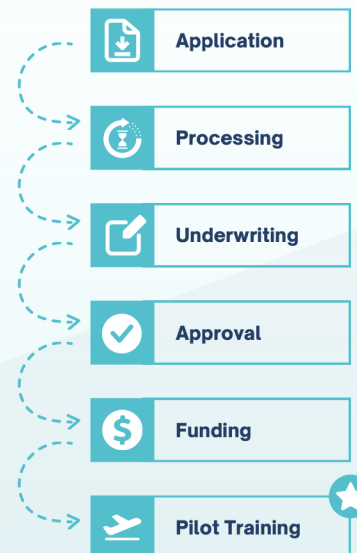 Application
Processing
Underwriting
Approval
Funding
Pilot Training